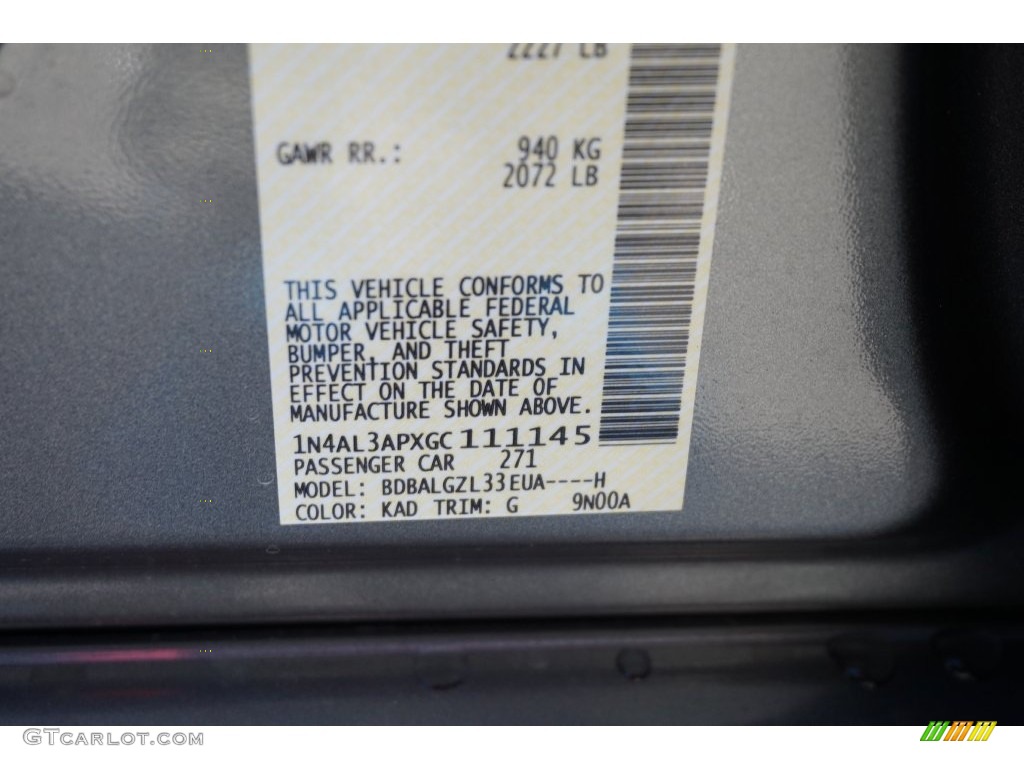 2227 LB
GAWR RR.: 940 KG
2072 LB
THIS VEHICLE CONFORMS TO
ALL APPLICABLE FEDERAL
MOTOR VEHICLE SAFETY,
BUMPER, AND THEFT
PREVENTION STANDARDS IN
EFFECT ON THE DATE OF
MANUFACTURE SHOWN ABOVE.
1N4AL3APXGC111145
PASSENGER CAR 271
MODEL: BDBALGZL33EUA----H
COLOR: KAD TRIM: G 9N00A
GTCARLOT.COM